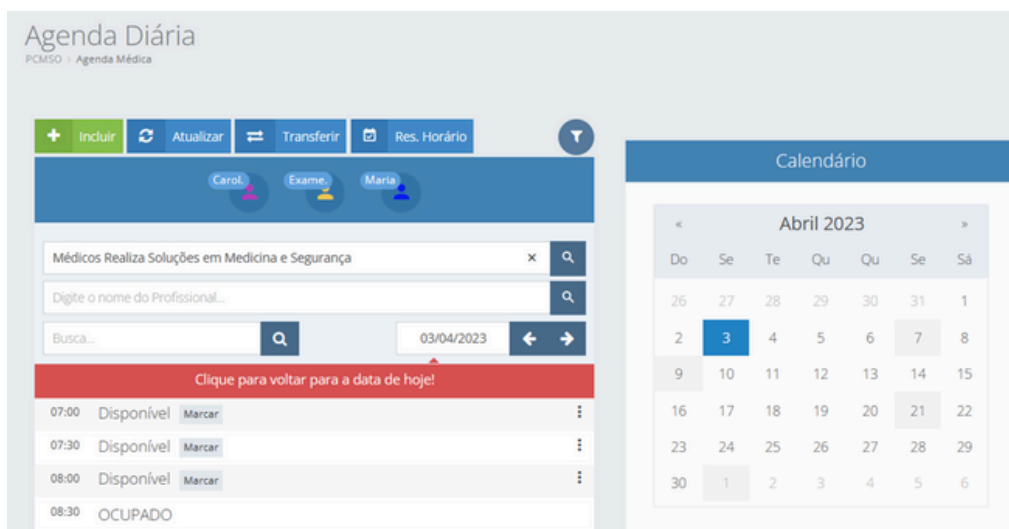 Agenda Diária
PCMSO > Agenda Médica
Incluir Atualizar Transferir Res. Horário
Carol. Exame. Maria
Médicos Realiza Soluções em Medicina e Segurança ×
Digite o nome do Profissional...
Busca... 03/04/2023
Clique para voltar para a data de hoje!
07:00 Disponível Marcar
07:30 Disponível Marcar
08:00 Disponível Marcar
08:30 OCUPADO
Calendário
« Abril 2023 »
Do Se Te Qu Qu Se Sá
26 27 28 29 30 31 1
2 3 4 5 6 7 8
9 10 11 12 13 14 15
16 17 18 19 20 21 22
23 24 25 26 27 28 29
30 1 2 3 4 5 6